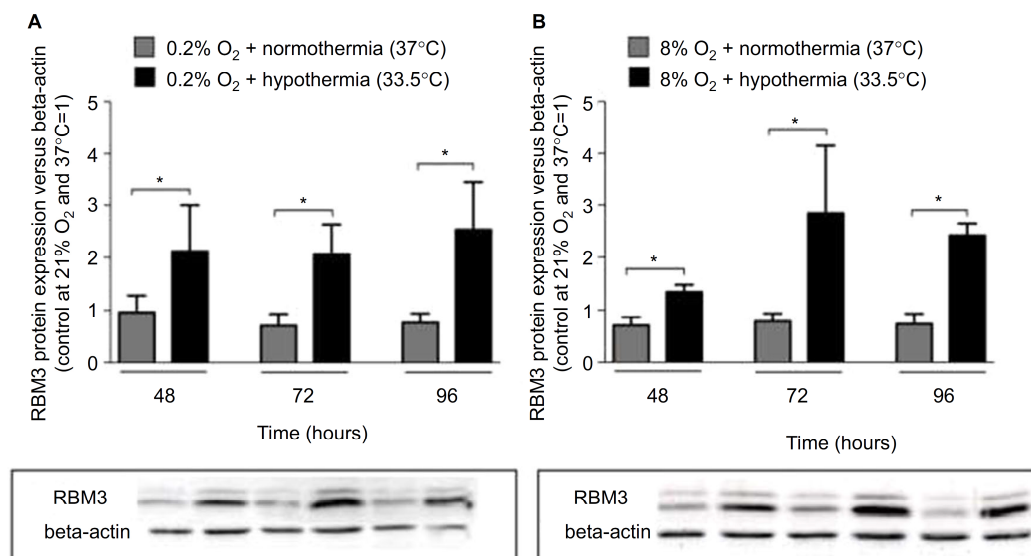 A
0.2% O2 + normothermia (37°C)
0.2% O2 + hypothermia (33.5°C)
RBM3 protein expression versus beta-actin
(control at 21% O2 and 37°C=1)
5
4
3
2
1
0
* * *
48 72 96
Time (hours)
RBM3
beta-actin
B
8% O2 + normothermia (37°C)
8% O2 + hypothermia (33.5°C)
RBM3 protein expression versus beta-actin
(control at 21% O2 and 37°C=1)
5
4
3
2
1
0
* * *
48 72 96
Time (hours)
RBM3
beta-actin